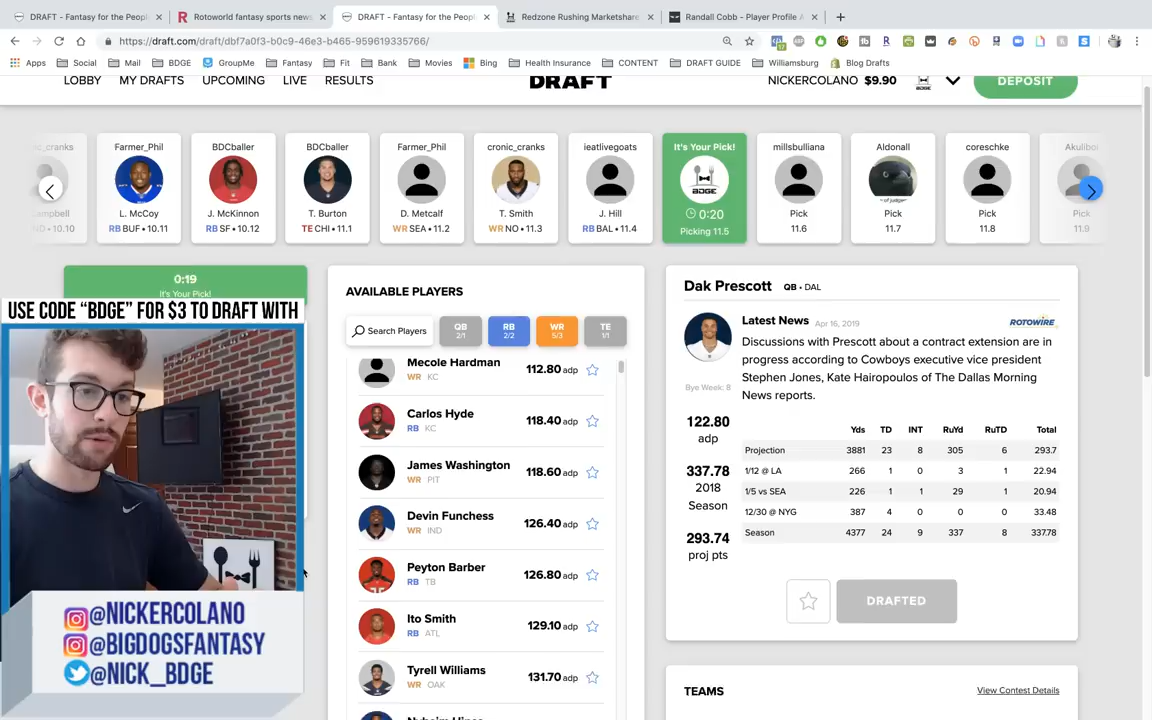 DRAFT - Fantasy for the People
Rotoworld fantasy sports news
DRAFT - Fantasy for the People
Redzone Rushing Marketshare
Randall Cobb - Player Profile A
https://draft.com/draft/dbf7a0f3-b0c9-46e3-b465-959619335766/
Apps Social Mail BDGE GroupMe Fantasy Fit Bank Movies Bing Health Insurance CONTENT DRAFT GUIDE Williamsburg Blog Drafts
LOBBY MY DRAFTS UPCOMING LIVE RESULTS DRAFT NICKERCOLANO $9.90 BDGE DEPOSIT
Farmer_Phil
L. McCoy
RB BUF • 10.11
BDCballer
J. McKinnon
RB SF • 10.12
BDCballer
T. Burton
TE CHI • 11.1
Farmer_Phil
D. Metcalf
WR SEA • 11.2
cronic_cranks
T. Smith
WR NO • 11.3
ieatlivegoats
J. Hill
RB BAL • 11.4
It's Your Pick!
BDGE
0:20
Picking 11.5
millsbulliana
Pick
11.6
Aldonall
Pick
11.7
coreschke
Pick
11.8
Akuliboi
Pick
11.9
0:19
It's Your Pick!
USE CODE "BDGE" FOR $3 TO DRAFT WITH
@NICKERCOLANO
@BIGDOGSFANTASY
@NICK_BDGE
AVAILABLE PLAYERS
Search Players
QB
2/1
RB
2/2
WR
5/3
TE
1/1
Mecole Hardman
WR KC
112.80 adp
Carlos Hyde
RB KC
118.40 adp
James Washington
WR PIT
118.60 adp
Devin Funchess
WR IND
126.40 adp
Peyton Barber
RB TB
126.80 adp
Ito Smith
RB ATL
129.10 adp
Tyrell Williams
WR OAK
131.70 adp
Dak Prescott QB • DAL
Latest News Apr 16, 2019
ROTOWIRE
Discussions with Prescott about a contract extension are in
progress according to Cowboys executive vice president
Stephen Jones, Kate Hairopoulos of The Dallas Morning
News reports.
Bye Week: 8
122.80
adp
337.78
2018
Season
293.74
proj pts
Yds TD INT RuYd RuTD Total
Projection 3881 23 8 305 6 293.7
1/12 @ LA 266 1 0 3 1 22.94
1/5 vs SEA 226 1 1 29 1 20.94
12/30 @ NYG 387 4 0 0 0 33.48
Season 4377 24 9 337 8 337.78
DRAFTED
TEAMS
View Contest Details